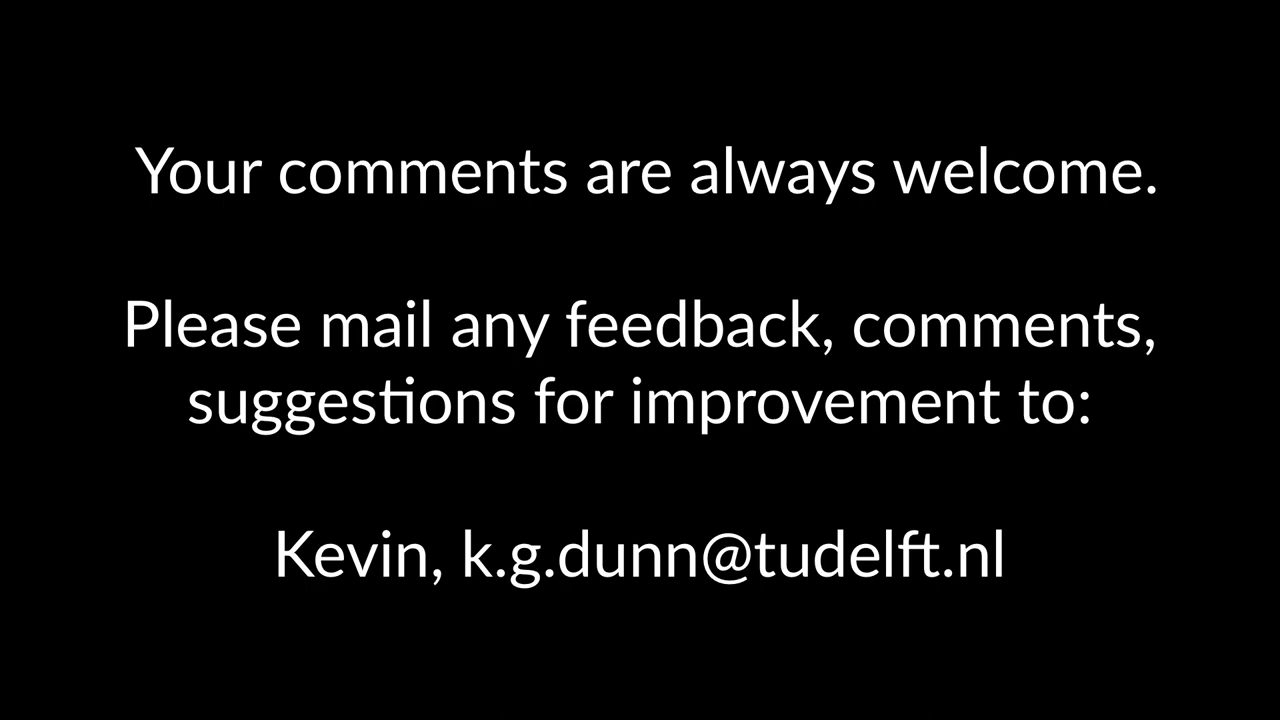 Your comments are always welcome.
Please mail any feedback, comments,
suggestions for improvement to:
Kevin, k.g.dunn@tudelft.nl